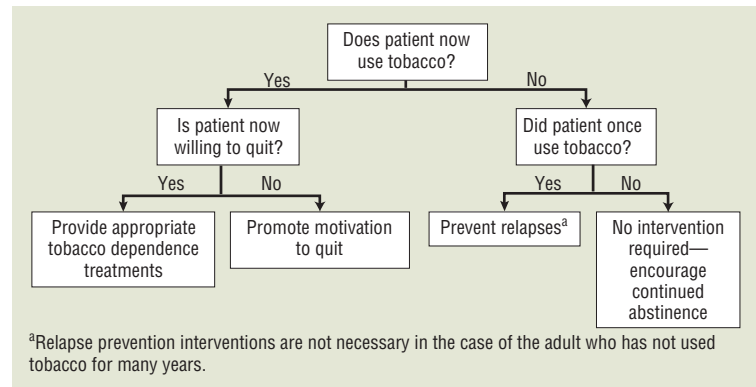 Does patient now
use tobacco?
Yes
No
Is patient now
willing to quit?
Did patient once
use tobacco?
Yes
No
Yes
No
Provide appropriate
tobacco dependence
treatments
Promote motivation
to quit
Prevent relapsesᵃ
No intervention
required—
encourage
continued
abstinence
ᵃRelapse prevention interventions are not necessary in the case of the adult who has not used
tobacco for many years.